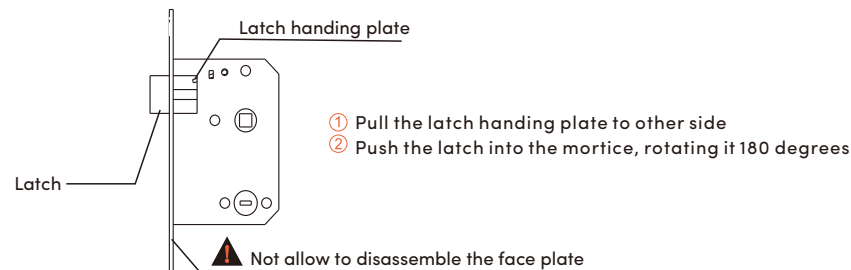 Latch handing plate
① Pull the latch handing plate to other side
② Push the latch into the mortice, rotating it 180 degrees
Latch
! Not allow to disassemble the face plate